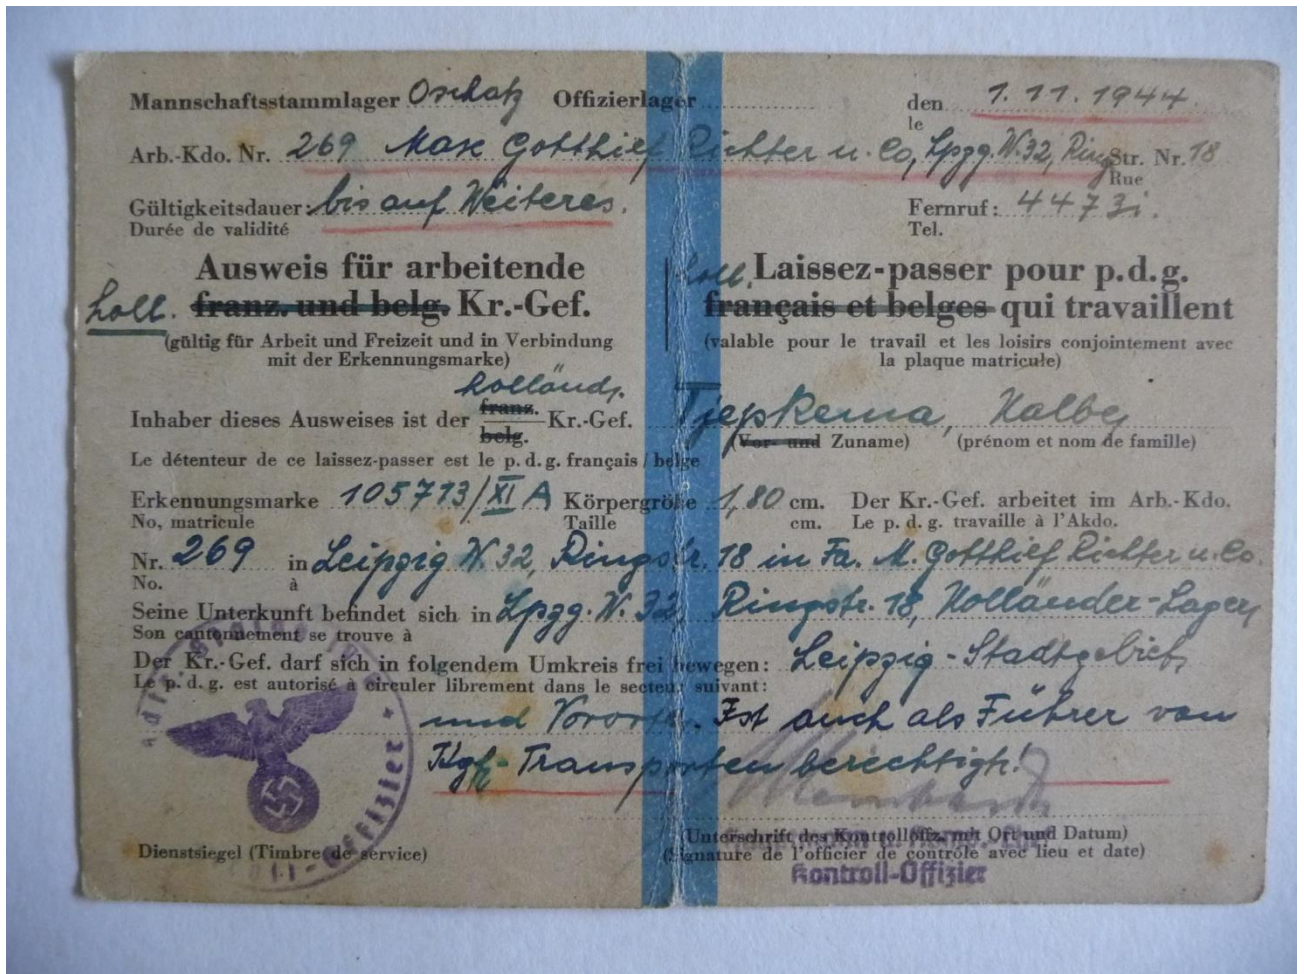 Mannschaftsstammlager Oschatz Offizierlager den 1.11.1944
le
Arb.-Kdo. Nr. 269 Max Gottlief Richter u. Co, Lpzg. W. 32, Ring Str. Nr. 18
Rue
Gültigkeitsdauer: bis auf Weiteres. Fernruf: 4473
Durée de validité Tel.
Ausweis für arbeitende
holl. franz. und belg. Kr.-Gef.
(gültig für Arbeit und Freizeit und in Verbindung
mit der Erkennungsmarke)
holl. Laissez-passer pour p.d.g.
français et belges qui travaillent
(valable pour le travail et les loisirs conjointement avec
la plaque matricule)
holländ.
Inhaber dieses Ausweises ist der franz. belg. Kr.-Gef. Tjepkema, Halbe
(Vor- und Zuname) (prénom et nom de famille)
Le détenteur de ce laissez-passer est le p.d.g. français / belge
Erkennungsmarke 105713/XI A Körpergröße 1,80 cm. Der Kr.-Gef. arbeitet im Arb.-Kdo.
No, matricule Taille cm. Le p.d.g. travaille à l'Akdo.
Nr. 269 in Leipzig W. 32, Ringstr. 18 in Fa. M. Gottlief Richter u. Co.
No. à
Seine Unterkunft befindet sich in Lpzg. W. 32, Ringstr. 18, Holländer-Lager,
Son cantonnement se trouve à
Der Kr.-Gef. darf sich in folgendem Umkreis frei bewegen: Leipzig-Stadtgebiet
Le p.d.g. est autorisé à circuler librement dans le secteur suivant:
und Vororte. Ist auch als Führer von
Kgf-Transporten berechtigt!
(Unterschrift des Kontrolloffiz. mit Ort und Datum)
Dienstsiegel (Timbre de service) (Signature de l'officier de contrôle avec lieu et date)
Kontroll-Offizier